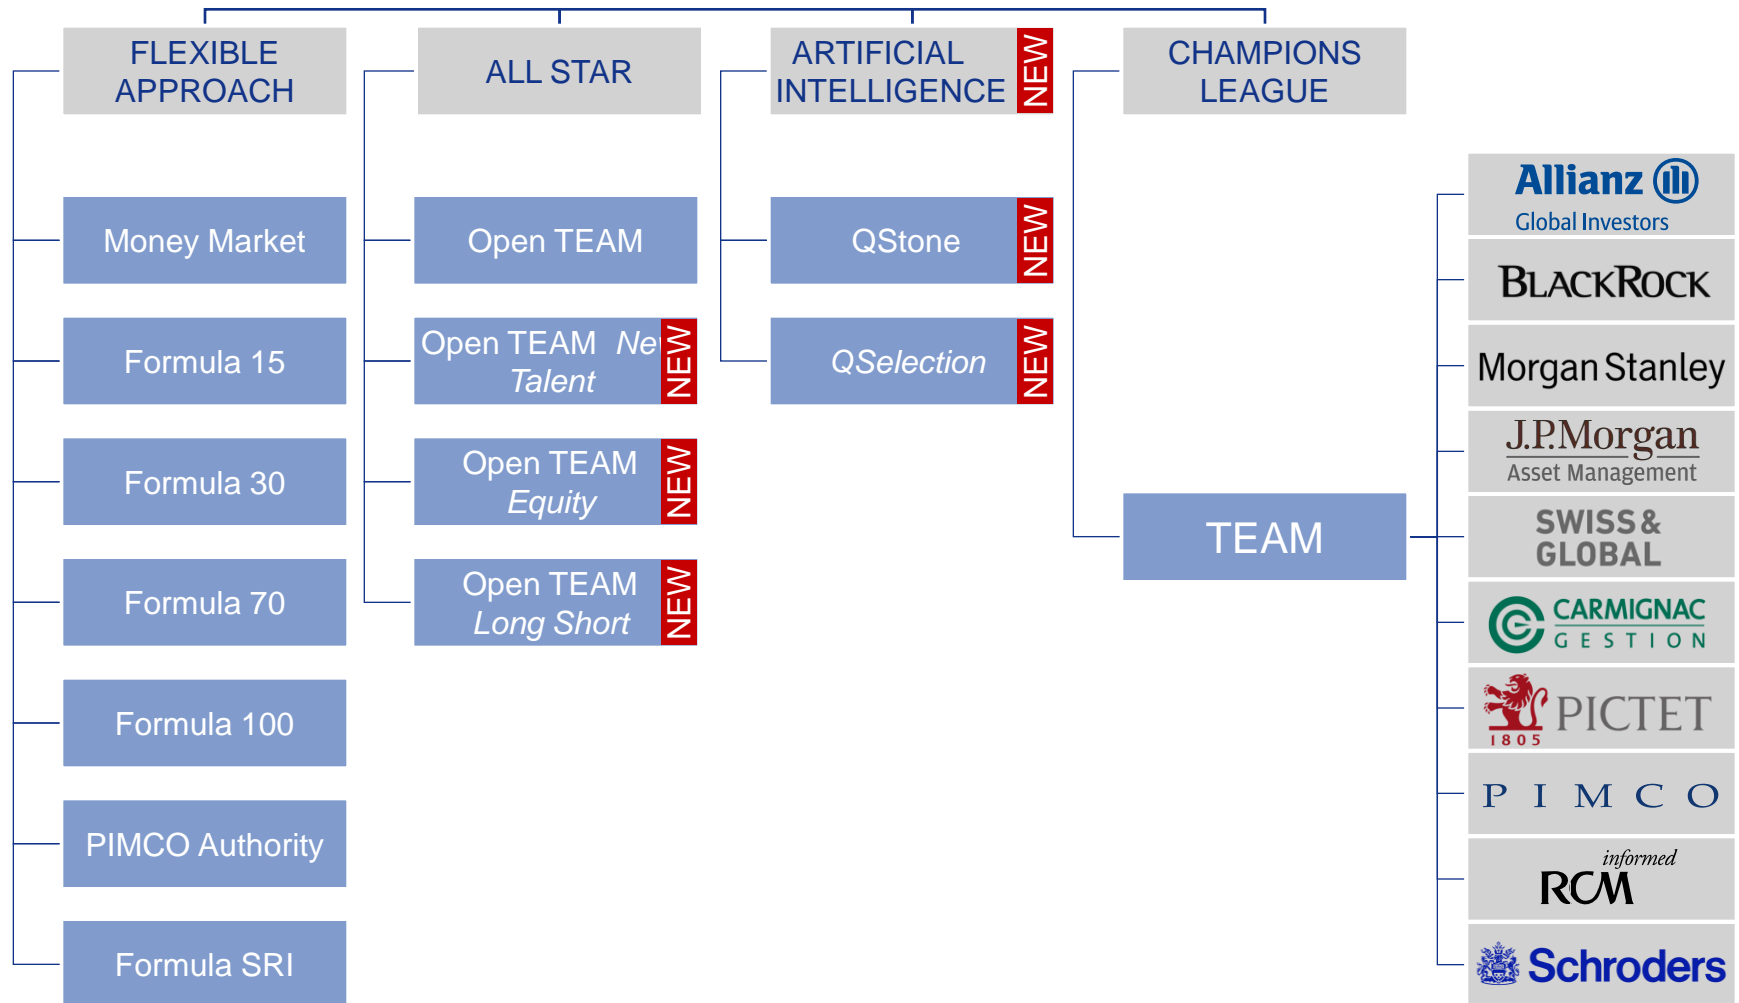 FLEXIBLE
APPROACH
Money Market
Formula 15
Formula 30
Formula 70
Formula 100
PIMCO Authority
Formula SRI
ALL STAR
Open TEAM
Open TEAM Ne
Talent
NEW
Open TEAM
Equity
NEW
Open TEAM
Long Short
NEW
ARTIFICIAL
INTELLIGENCE
NEW
QStone
NEW
QSelection
NEW
CHAMPIONS
LEAGUE
TEAM
Allianz
Global Investors
BLACKROCK
Morgan Stanley
J.P.Morgan
Asset Management
SWISS &
GLOBAL
CARMIGNAC
GESTION
PICTET
1805
PIMCO
informed
RCM
Schroders